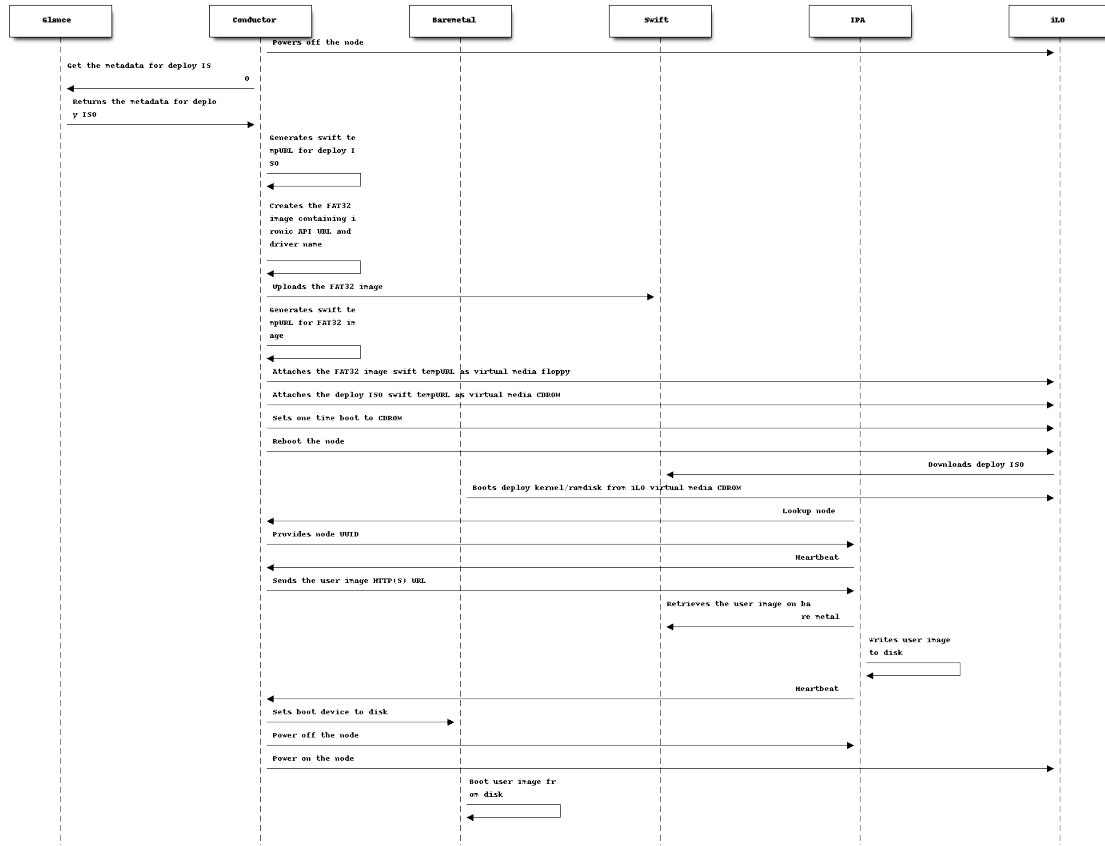 Glance
Conductor
Baremetal
Swift
IPA
iLO
Powers off the node
Get the metadata for deploy IS
O
Returns the metadata for deplo
y ISO
Generates swift te
mpURL for deploy I
SO
Creates the FAT32
image containing i
ronic API URL and
driver name
Uploads the FAT32 image
Generates swift te
mpURL for FAT32 im
age
Attaches the FAT32 image swift tempURL as virtual media floppy
Attaches the deploy ISO swift tempURL as virtual media CDROM
Sets one time boot to CDROM
Reboot the node
Downloads deploy ISO
Boots deploy kernel/ramdisk from iLO virtual media CDROM
Lookup node
Provides node UUID
Heartbeat
Sends the user image HTTP(S) URL
Retrieves the user image on ba
re metal
Writes user image
to disk
Heartbeat
Sets boot device to disk
Power off the node
Power on the node
Boot user image fr
om disk